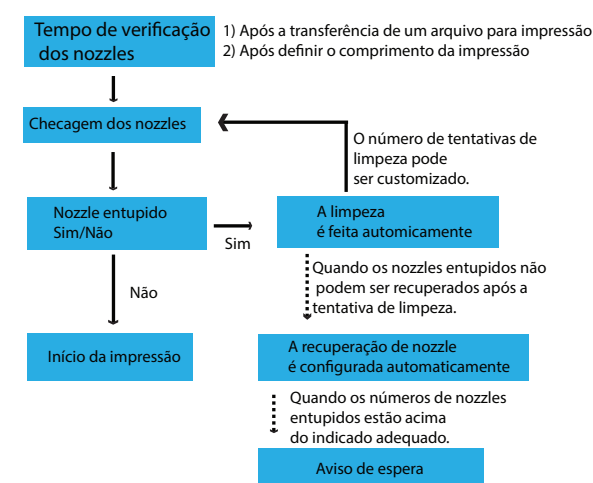 Tempo de verificação
dos nozzles
1) Após a transferência de um arquivo para impressão
2) Após definir o comprimento da impressão
Checagem dos nozzles
O número de tentativas de
limpeza pode
ser customizado.
Nozzle entupido
Sim/Não
Sim
A limpeza
é feita automicamente
Não
Quando os nozzles entupidos não
podem ser recuperados após a
tentativa de limpeza.
Início da impressão
A recuperação de nozzle
é configurada automaticamente
Quando os números de nozzles
entupidos estão acima
do indicado adequado.
Aviso de espera